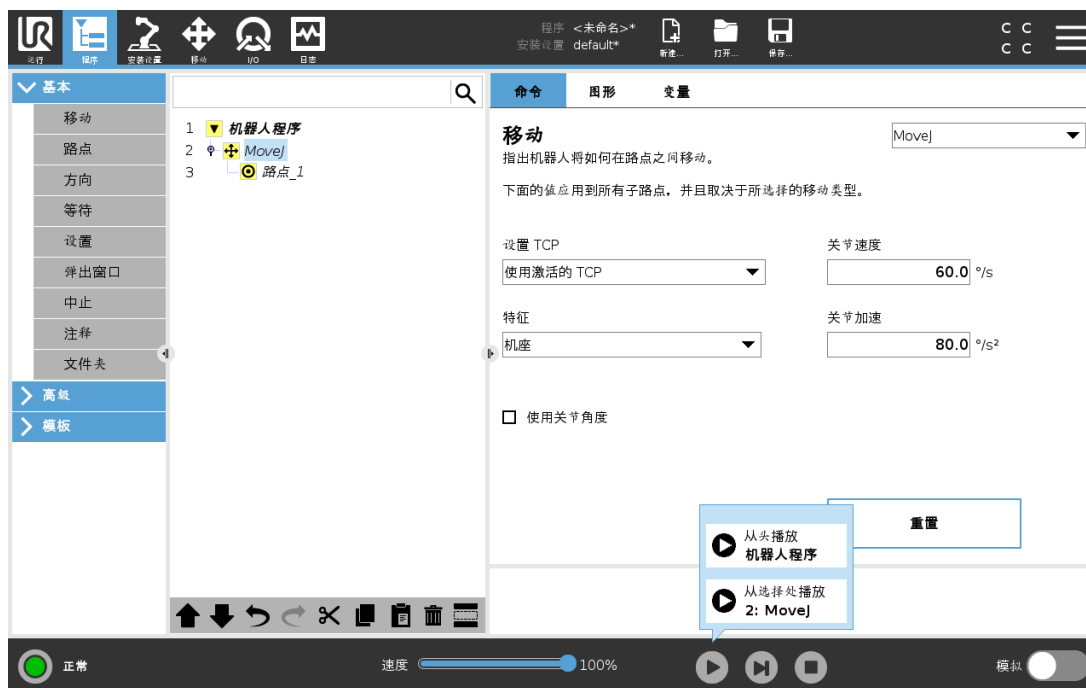 UR
程序 <未命名>*
安装设置 default*
C C
C C
运行 程序 安装设置 移动 I/O 日志 新建... 打开... 保存...
基本
移动
路点
方向
等待
设置
弹出窗口
中止
注释
文件夹
高级
模板
1 机器人程序
2 MoveJ
3 路点_1
命令 图形 变量
移动 MoveJ
指出机器人将如何在路点之间移动。
下面的值应用到所有子路点，并且取决于所选择的移动类型。
设置 TCP 关节速度
使用激活的 TCP 60.0 °/s
特征 关节加速
机座 80.0 °/s²
使用关节角度
重置
从头播放
机器人程序
从选择处播放
2: MoveJ
正常 速度 100% 模拟